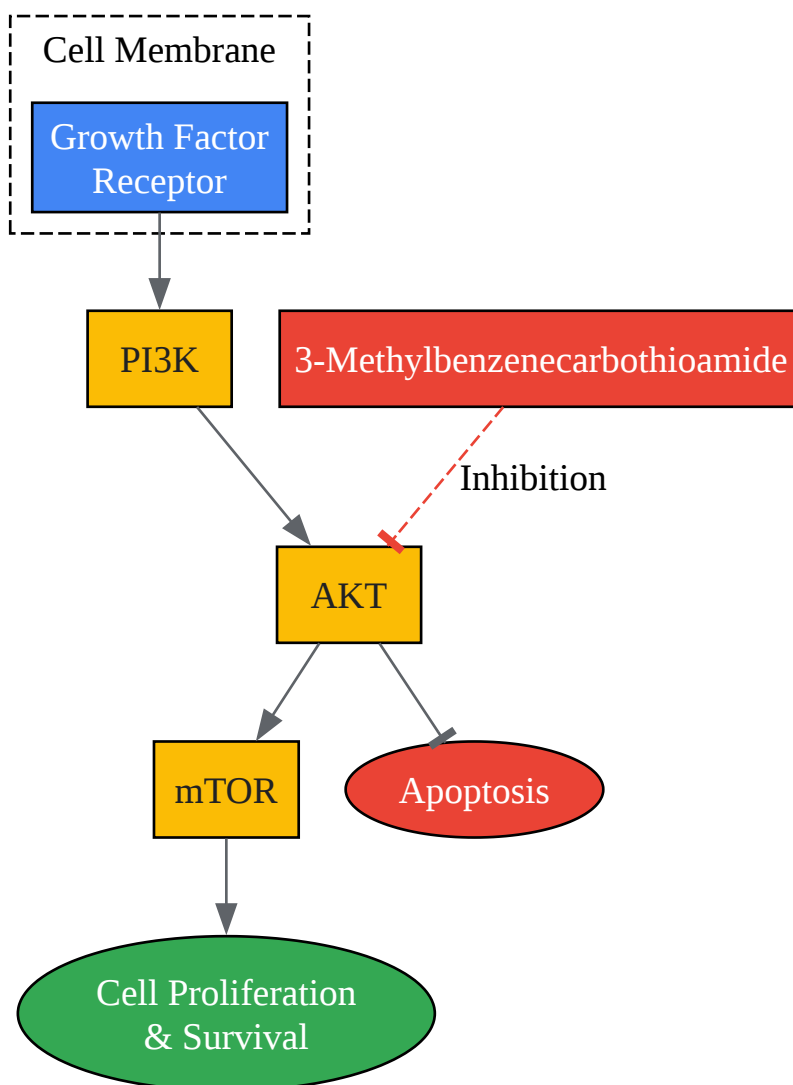 Cell Membrane
Growth Factor
Receptor
PI3K
3-Methylbenzenecarbothioamide
Inhibition
AKT
mTOR
Apoptosis
Cell Proliferation
& Survival